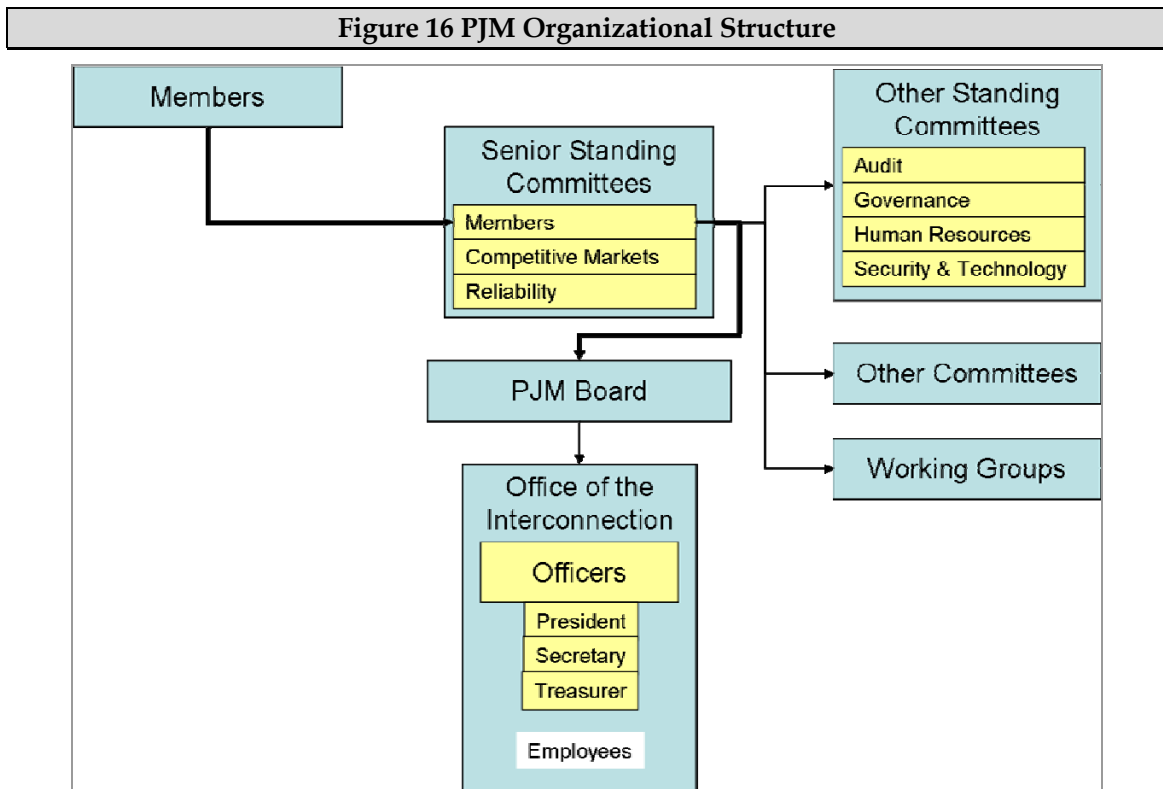 Figure 16 PJM Organizational Structure
Members
Senior Standing
Committees
Members
Competitive Markets
Reliability
Other Standing
Committees
Audit
Governance
Human Resources
Security & Technology
PJM Board
Other Committees
Working Groups
Office of the
Interconnection
Officers
President
Secretary
Treasurer
Employees